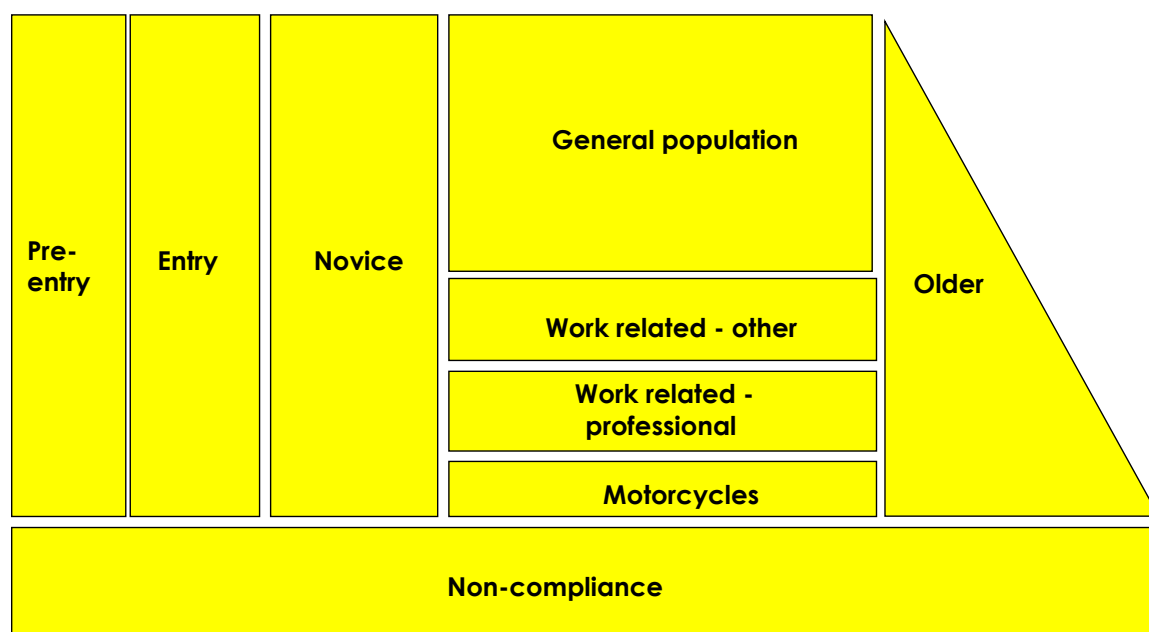 Pre-
entry
Entry
Novice
General population
Work related - other
Work related -
professional
Motorcycles
Older
Non-compliance